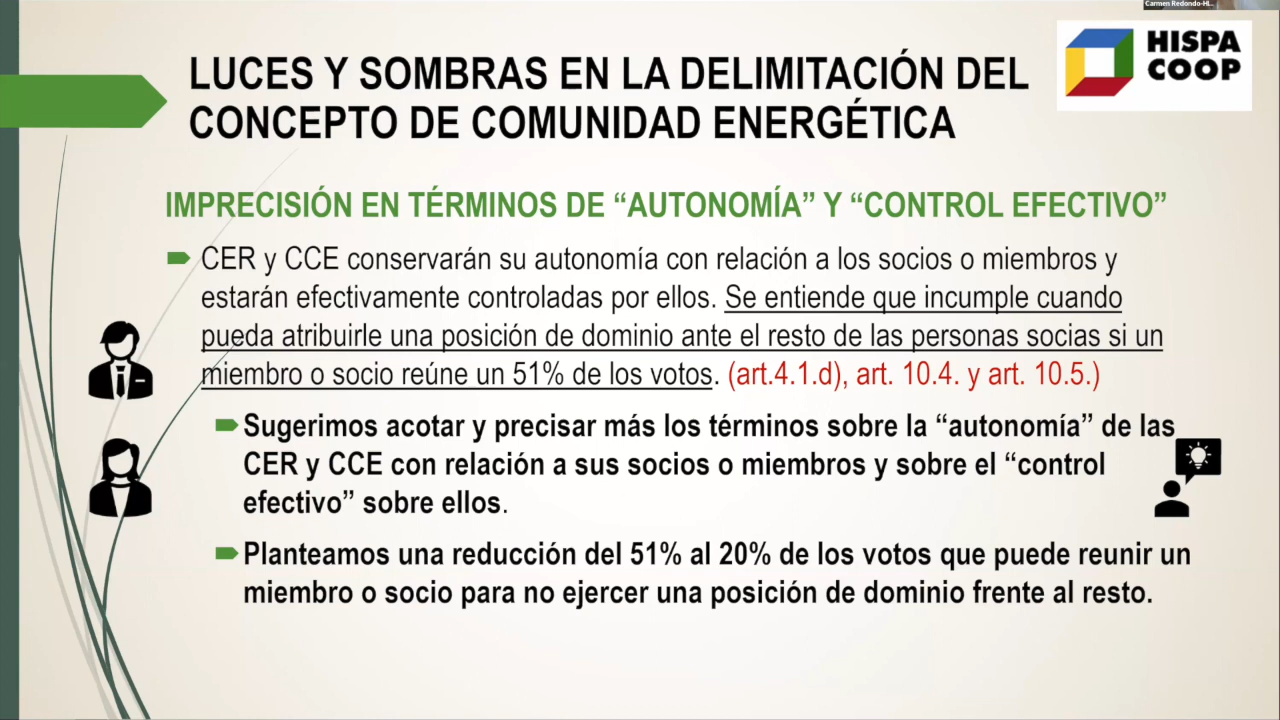 Carmen Redondo-Hi...
HISPA
COOP
LUCES Y SOMBRAS EN LA DELIMITACIÓN DEL
CONCEPTO DE COMUNIDAD ENERGÉTICA
IMPRECISIÓN EN TÉRMINOS DE “AUTONOMÍA” Y “CONTROL EFECTIVO”
CER y CCE conservarán su autonomía con relación a los socios o miembros y
estarán efectivamente controladas por ellos. Se entiende que incumple cuando
pueda atribuirle una posición de dominio ante el resto de las personas socias si un
miembro o socio reúne un 51% de los votos. (art.4.1.d), art. 10.4. y art. 10.5.)
Sugerimos acotar y precisar más los términos sobre la “autonomía” de las
CER y CCE con relación a sus socios o miembros y sobre el “control
efectivo” sobre ellos.
Planteamos una reducción del 51% al 20% de los votos que puede reunir un
miembro o socio para no ejercer una posición de dominio frente al resto.